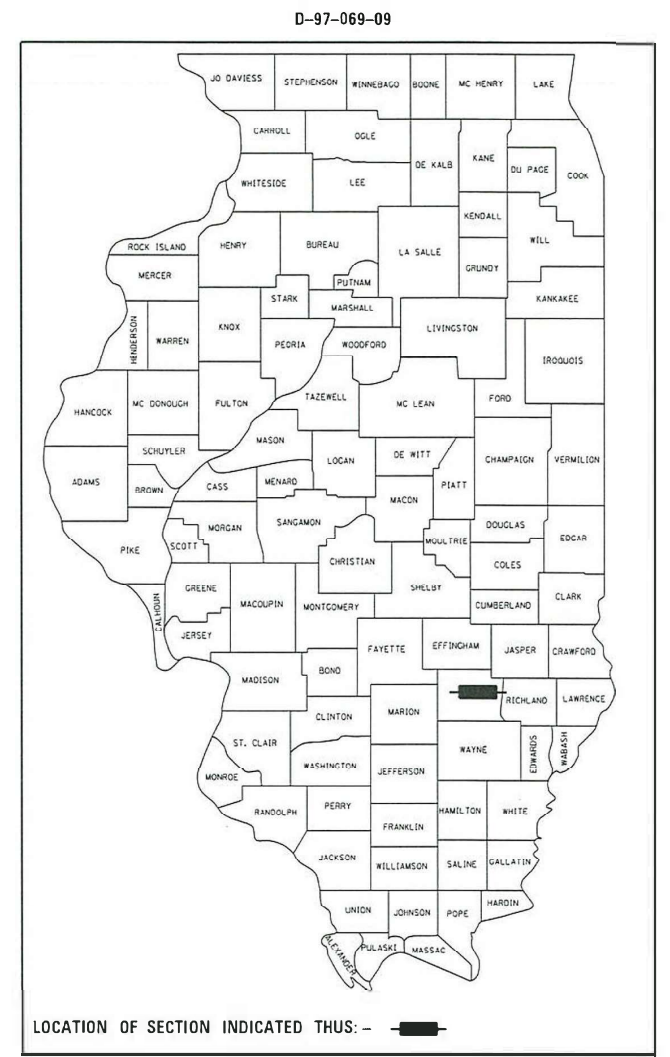 D-97-069-09
JO DAVIESS
STEPHENSON
WINNEBAGO
BOONE
MC HENRY
LAKE
CARROLL
OGLE
DE KALB
KANE
DU PAGE
COOK
WHITESIDE
LEE
KENDALL
ROCK ISLAND
HENRY
BUREAU
LA SALLE
WILL
MERCER
GRUNDY
PUTNAM
STARK
MARSHALL
KANKAKEE
HENDERSON
WARREN
KNOX
PEORIA
WOODFORD
LIVINGSTON
IROQUOIS
HANCOCK
MC DONOUGH
FULTON
TAZEWELL
MC LEAN
FORD
MASON
SCHUYLER
LOGAN
DE WITT
CHAMPAIGN
VERMILION
ADAMS
BROWN
CASS
MENARD
PIATT
MACON
MORGAN
SANGAMON
DOUGLAS
PIKE
SCOTT
CHRISTIAN
MOULTRIE
EDGAR
COLES
GREENE
SHELBY
CALHOUN
MACOUPIN
MONTGOMERY
CUMBERLAND
CLARK
JERSEY
FAYETTE
EFFINGHAM
JASPER
CRAWFORD
MADISON
BOND
RICHLAND
LAWRENCE
CLINTON
MARION
ST. CLAIR
WAYNE
EDWARDS
WABASH
WASHINGTON
JEFFERSON
MONROE
RANDOLPH
PERRY
HAMILTON
WHITE
FRANKLIN
JACKSON
WILLIAMSON
SALINE
GALLATIN
UNION
JOHNSON
POPE
HARDIN
ALEXANDER
PULASKI
MASSAC
LOCATION OF SECTION INDICATED THUS: -